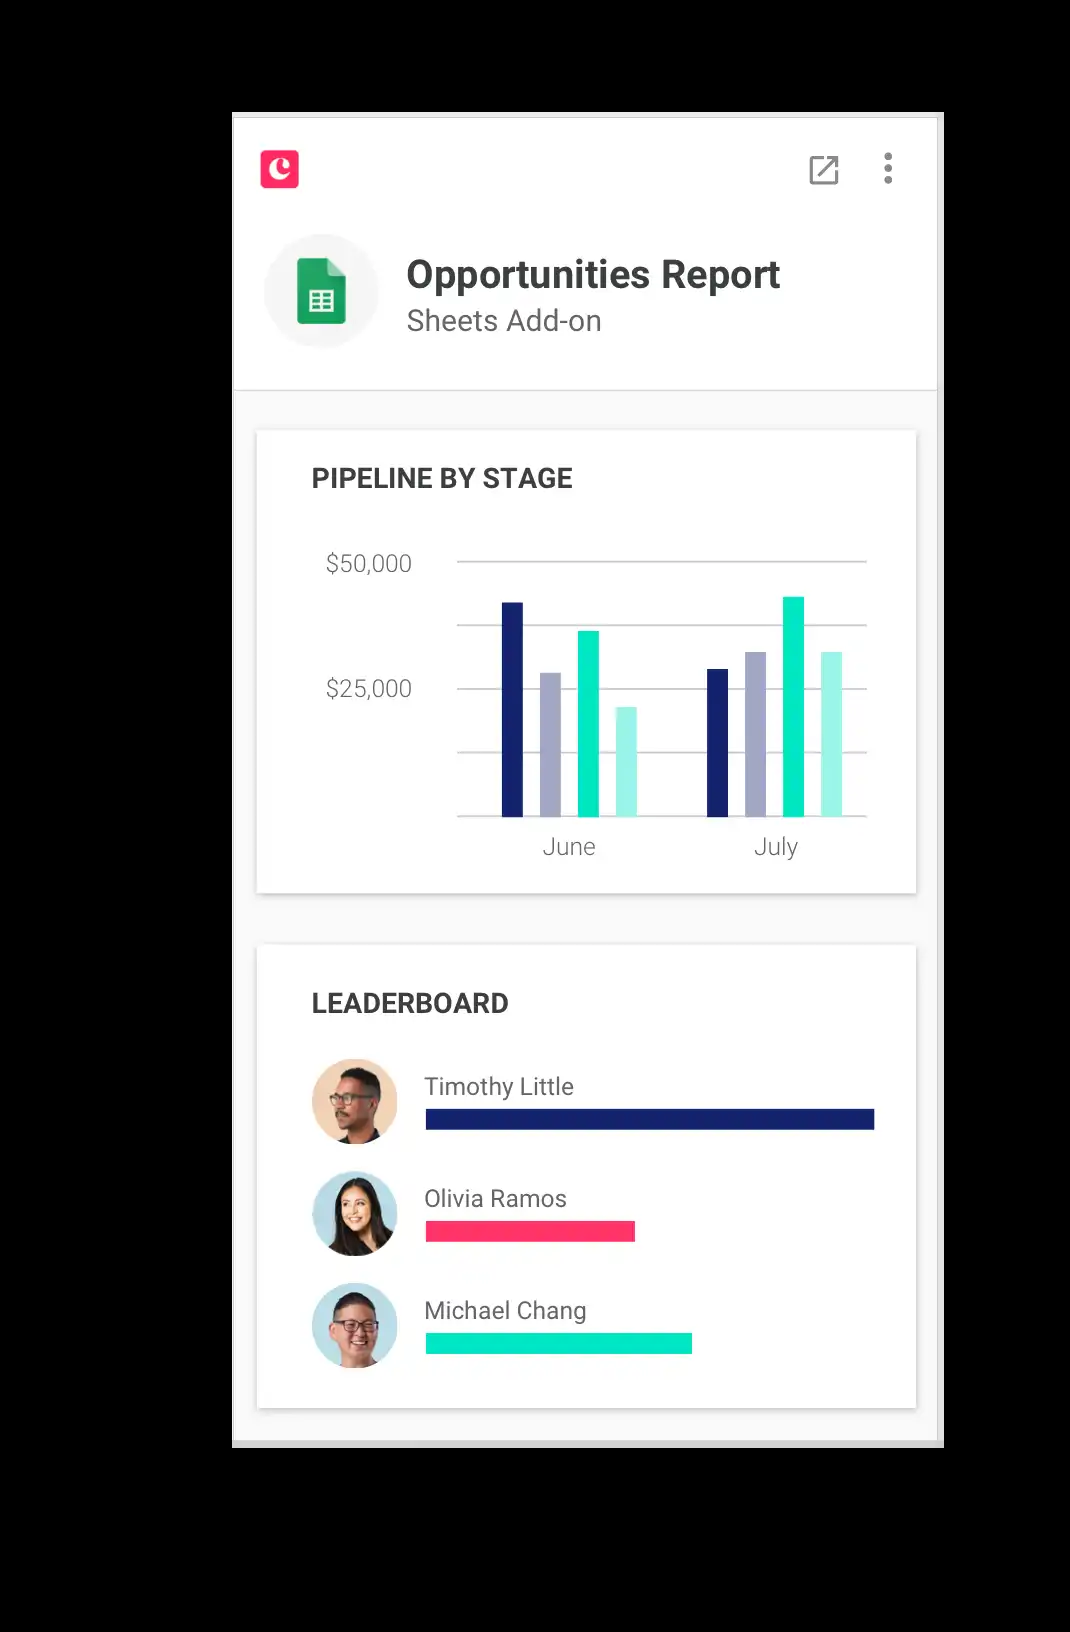 Opportunities Report
Sheets Add-on
PIPELINE BY STAGE
$50,000
$25,000
June
July
LEADERBOARD
Timothy Little
Olivia Ramos
Michael Chang